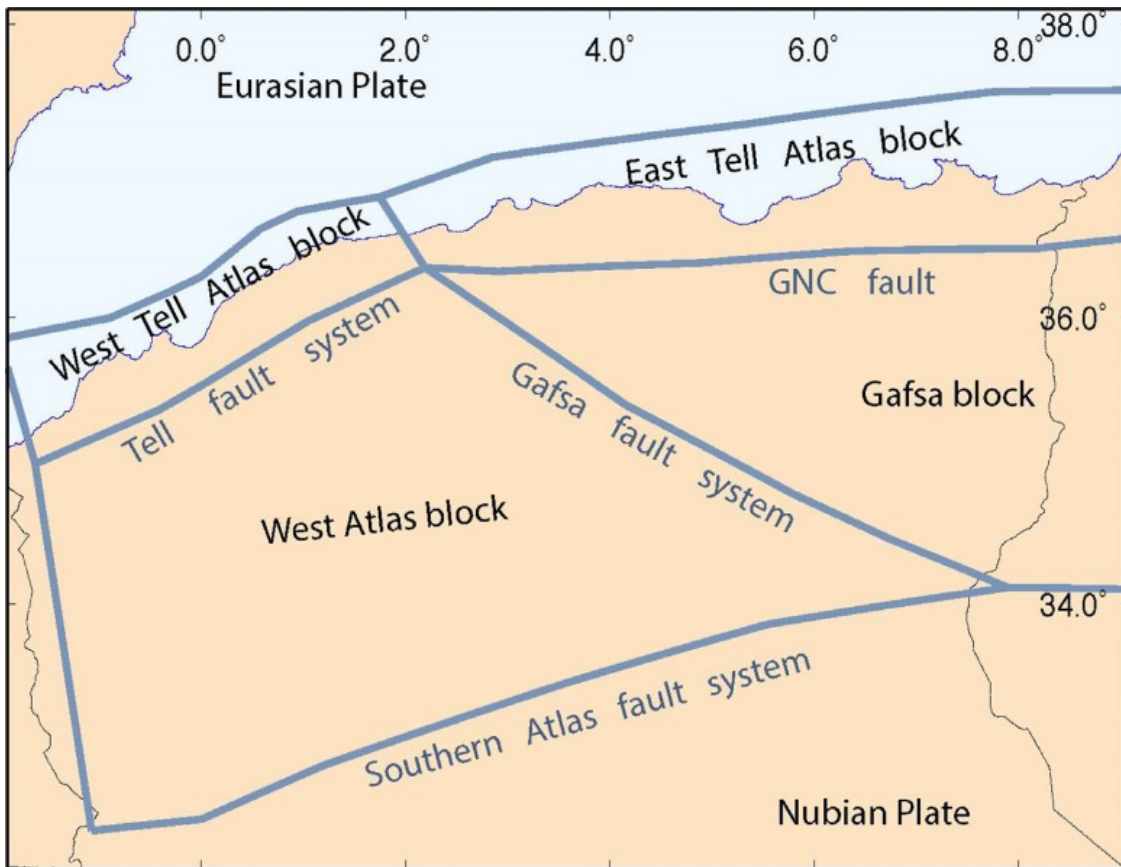 38.0°
0.0° 2.0° 4.0° 6.0° 8.0°
Eurasian Plate
East Tell Atlas block
West Tell Atlas block
GNC fault
36.0°
Tell fault system
Gafsa fault system
Gafsa block
West Atlas block
34.0°
Southern Atlas fault system
Nubian Plate